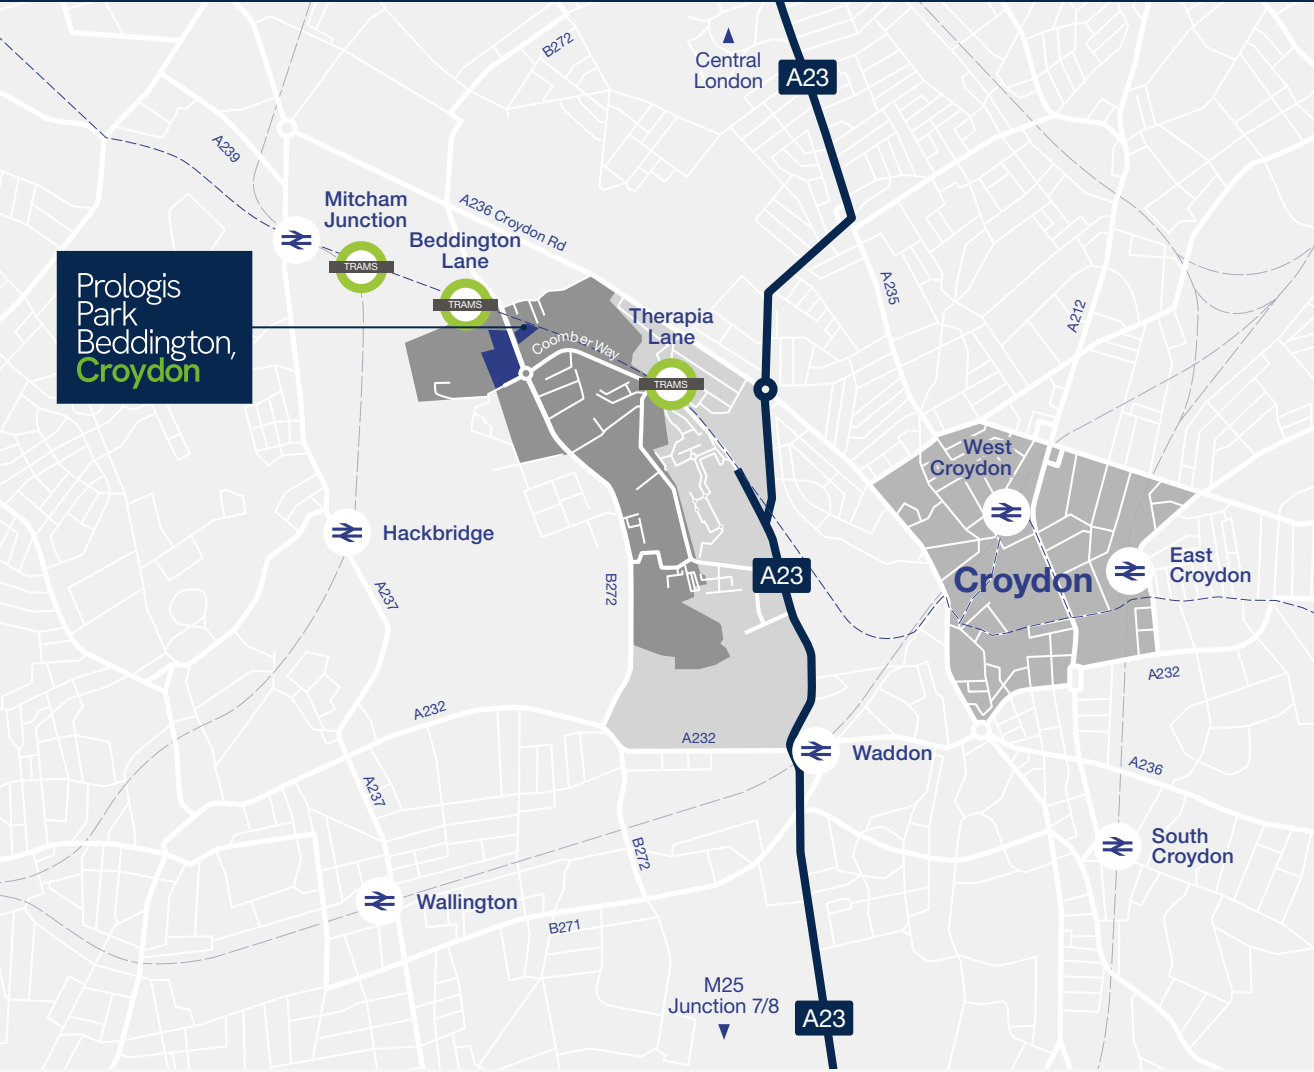 B272
Central
London
A23
A239
Mitcham
Junction
A236 Croydon Rd
Beddington
Lane
TRAMS
Prologis
Park
Beddington,
Croydon
TRAMS
Therapia
Lane
Coomber Way
TRAMS
A235
A212
West
Croydon
Hackbridge
East
Croydon
Croydon
A23
A237
B272
A232
A232
A232
Waddon
A236
A237
South
Croydon
B272
Wallington
B271
M25
Junction 7/8
A23